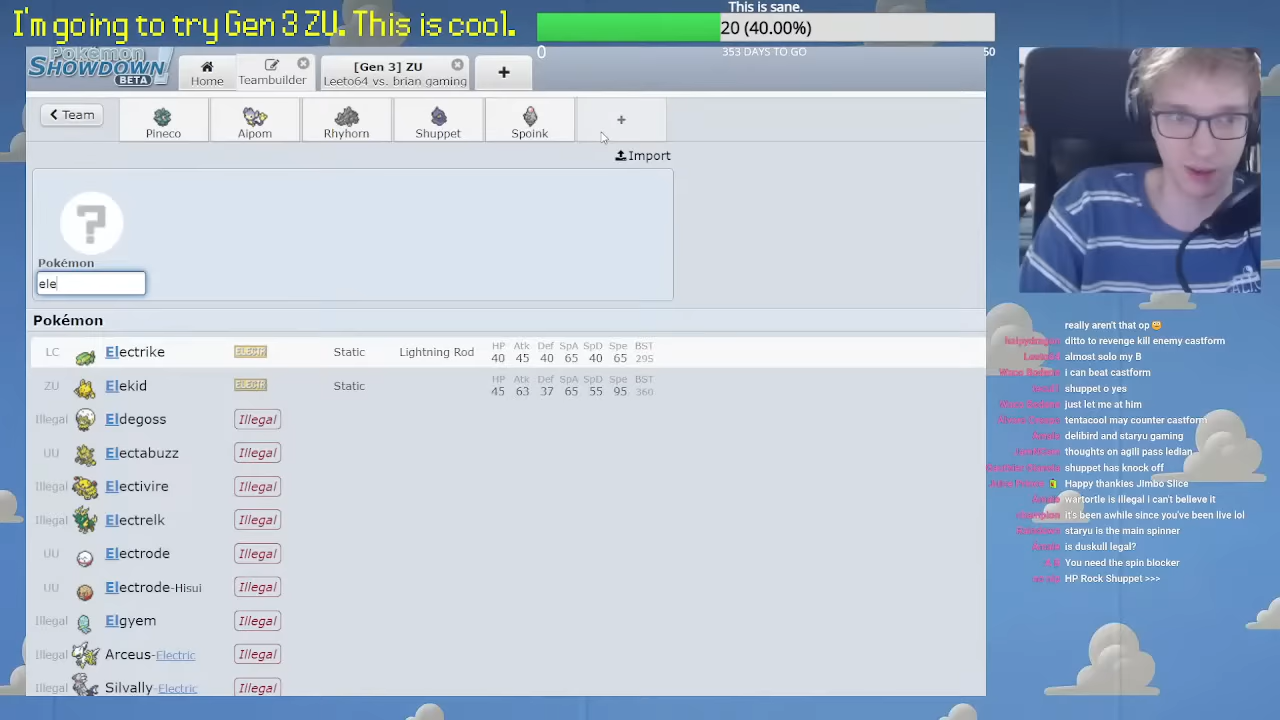 I'm going to try Gen 3 ZU. This is cool.
This is sane.
20 (40.00%)
0
353 DAYS TO GO
50
Pokémon
SHOWDOWN
BETA
Home
Teambuilder
[Gen 3] ZU
Leeto64 vs. brian gaming
+
Team
Pineco
Aipom
Rhyhorn
Shuppet
Spoink
+
Import
?
Pokémon
ele
Pokémon
LC Electrike ELECTR Static Lightning Rod HP 40 Atk 45 Def 40 SpA 65 SpD 40 Spe 65 BST 295
ZU Elekid ELECTR Static HP 45 Atk 63 Def 37 SpA 65 SpD 55 Spe 95 BST 360
Illegal Eldegoss Illegal
UU Electabuzz Illegal
Illegal Electivire Illegal
Illegal Electrelk Illegal
UU Electrode Illegal
UU Electrode-Hisui Illegal
Illegal Elgyem Illegal
Illegal Arceus-Electric Illegal
Illegal Silvally-Electric Illegal
really aren't that op
ditto to revenge kill enemy castform
almost solo my B
i can beat castform
shuppet o yes
just let me at him
tentacool may counter castform
delibird and staryu gaming
thoughts on agili pass ledian
shuppet has knock off
Happy thankies Jimbo Slice
wartortle is illegal i can't believe it
it's been awhile since you've been live lol
staryu is the main spinner
is duskull legal?
You need the spin blocker
HP Rock Shuppet >>>